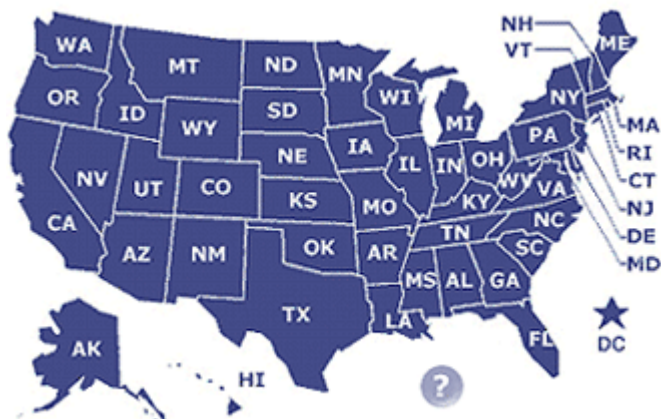 NH
VT
ME
WA
MT
ND
MN
OR
ID
SD
WI
NY
WY
MI
MA
PA
RI
IA
NE
NV
UT
CO
IL
IN
OH
CT
WV
VA
NJ
KS
MO
KY
CA
NC
DE
TN
OK
AR
SC
MD
AZ
NM
MS
AL
GA
TX
LA
FL
DC
AK
HI
?